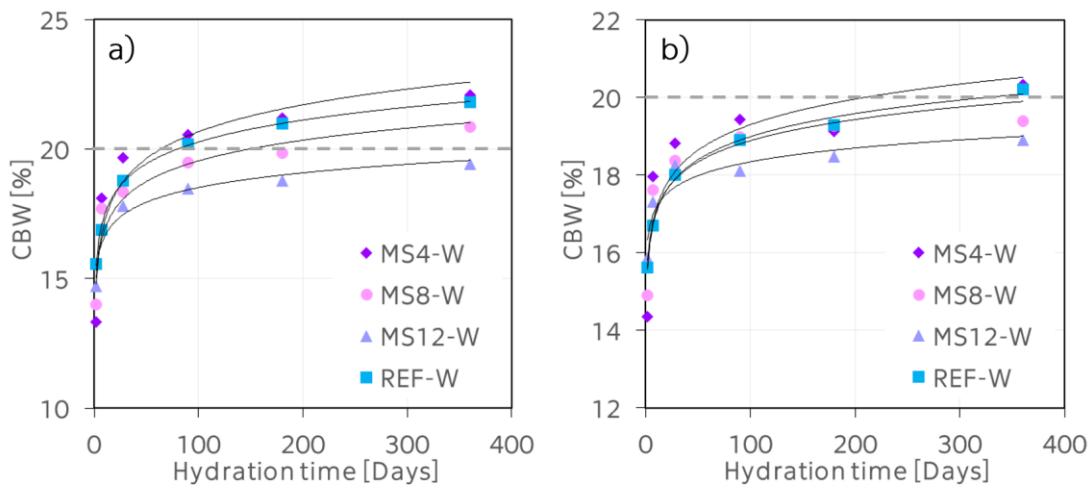 a)
CBW [%]
25
20
15
10
0
100
200
300
400
Hydration time [Days]
MS4-W
MS8-W
MS12-W
REF-W
b)
CBW [%]
22
20
18
16
14
12
0
100
200
300
400
Hydration time [Days]
MS4-W
MS8-W
MS12-W
REF-W